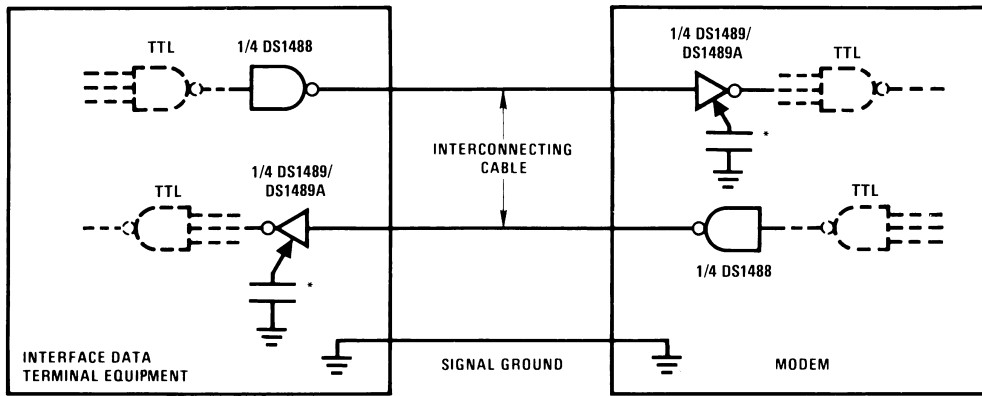 TTL
1/4 DS1488
1/4 DS1489/
DS1489A
TTL
*
INTERCONNECTING
CABLE
TTL
1/4 DS1489/
DS1489A
*
TTL
1/4 DS1488
INTERFACE DATA
TERMINAL EQUIPMENT
SIGNAL GROUND
MODEM